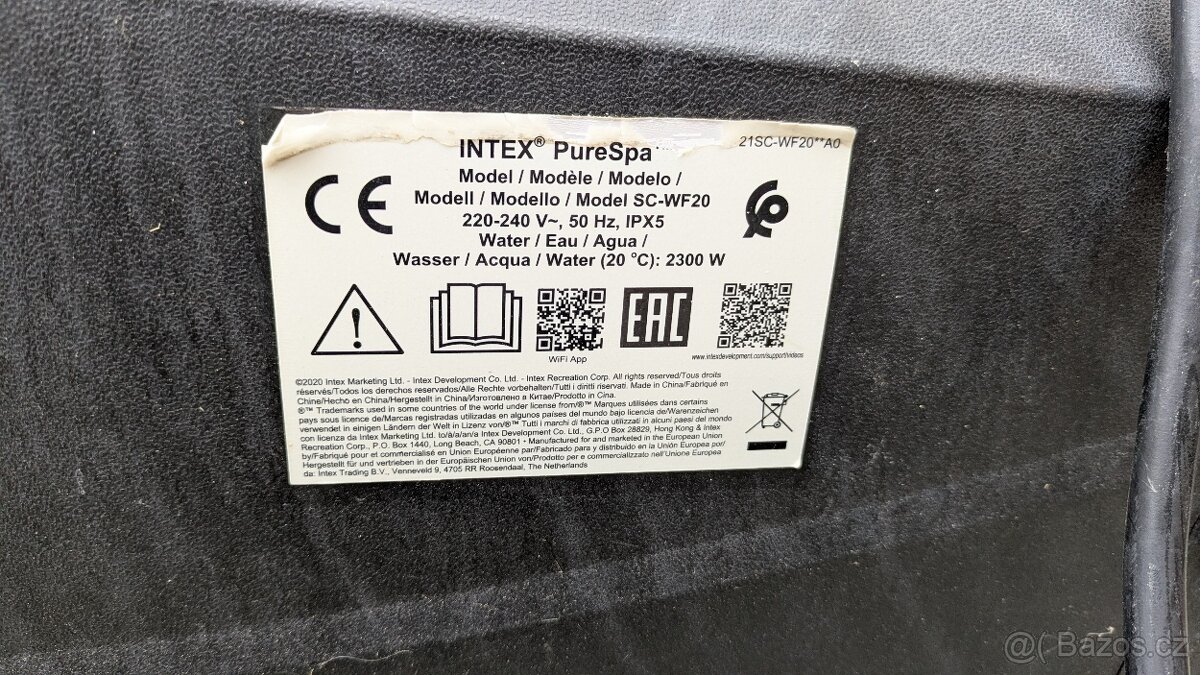 21SC-WF20**A0
INTEX® PureSpa
Model / Modèle / Modelo /
Modell / Modello / Model SC-WF20
220-240 V~, 50 Hz, IPX5
Water / Eau / Agua /
Wasser / Acqua / Water (20 °C): 2300 W
CE
EAC
WiFi App
www.intexdevelopment.com/support/videos
©2020 Intex Marketing Ltd. - Intex Development Co. Ltd. - Intex Recreation Corp. All rights reserved/Tous droits
réservés/Todos los derechos reservados/Alle Rechte vorbehalten/Tutti i diritti riservati. Made in China/Fabriqué en
Chine/Hecho en China/Hergestellt in China/Изготовлено в Китае/Prodotto in Cina.
®™ Trademarks used in some countries of the world under license from/®™ Marques utilisées dans certains
pays sous licence de/Marcas registradas utilizadas en algunos países del mundo bajo licencia de/Warenzeichen
verwendet in einigen Ländern der Welt in Lizenz von/®™ Tutti i marchi di fabbrica utilizzati in alcuni paesi del mondo
con licenza da Intex Marketing Ltd. to/à/a/an/a Intex Development Co. Ltd., G.P.O Box 28829, Hong Kong & Intex
Recreation Corp., P.O. Box 1440, Long Beach, CA 90801 • Manufactured for and marketed in the European Union
by/Fabriqué pour et commercialisé en Union Européenne par/Fabricado para y distribuido en la Unión Europea por/
Hergestellt für und vertrieben in der Europäischen Union von/Prodotto per e commercializzato nell'Unione Europea
da: Intex Trading B.V., Venneveld 9, 4705 RR Roosendaal, The Netherlands
Bazos.cz